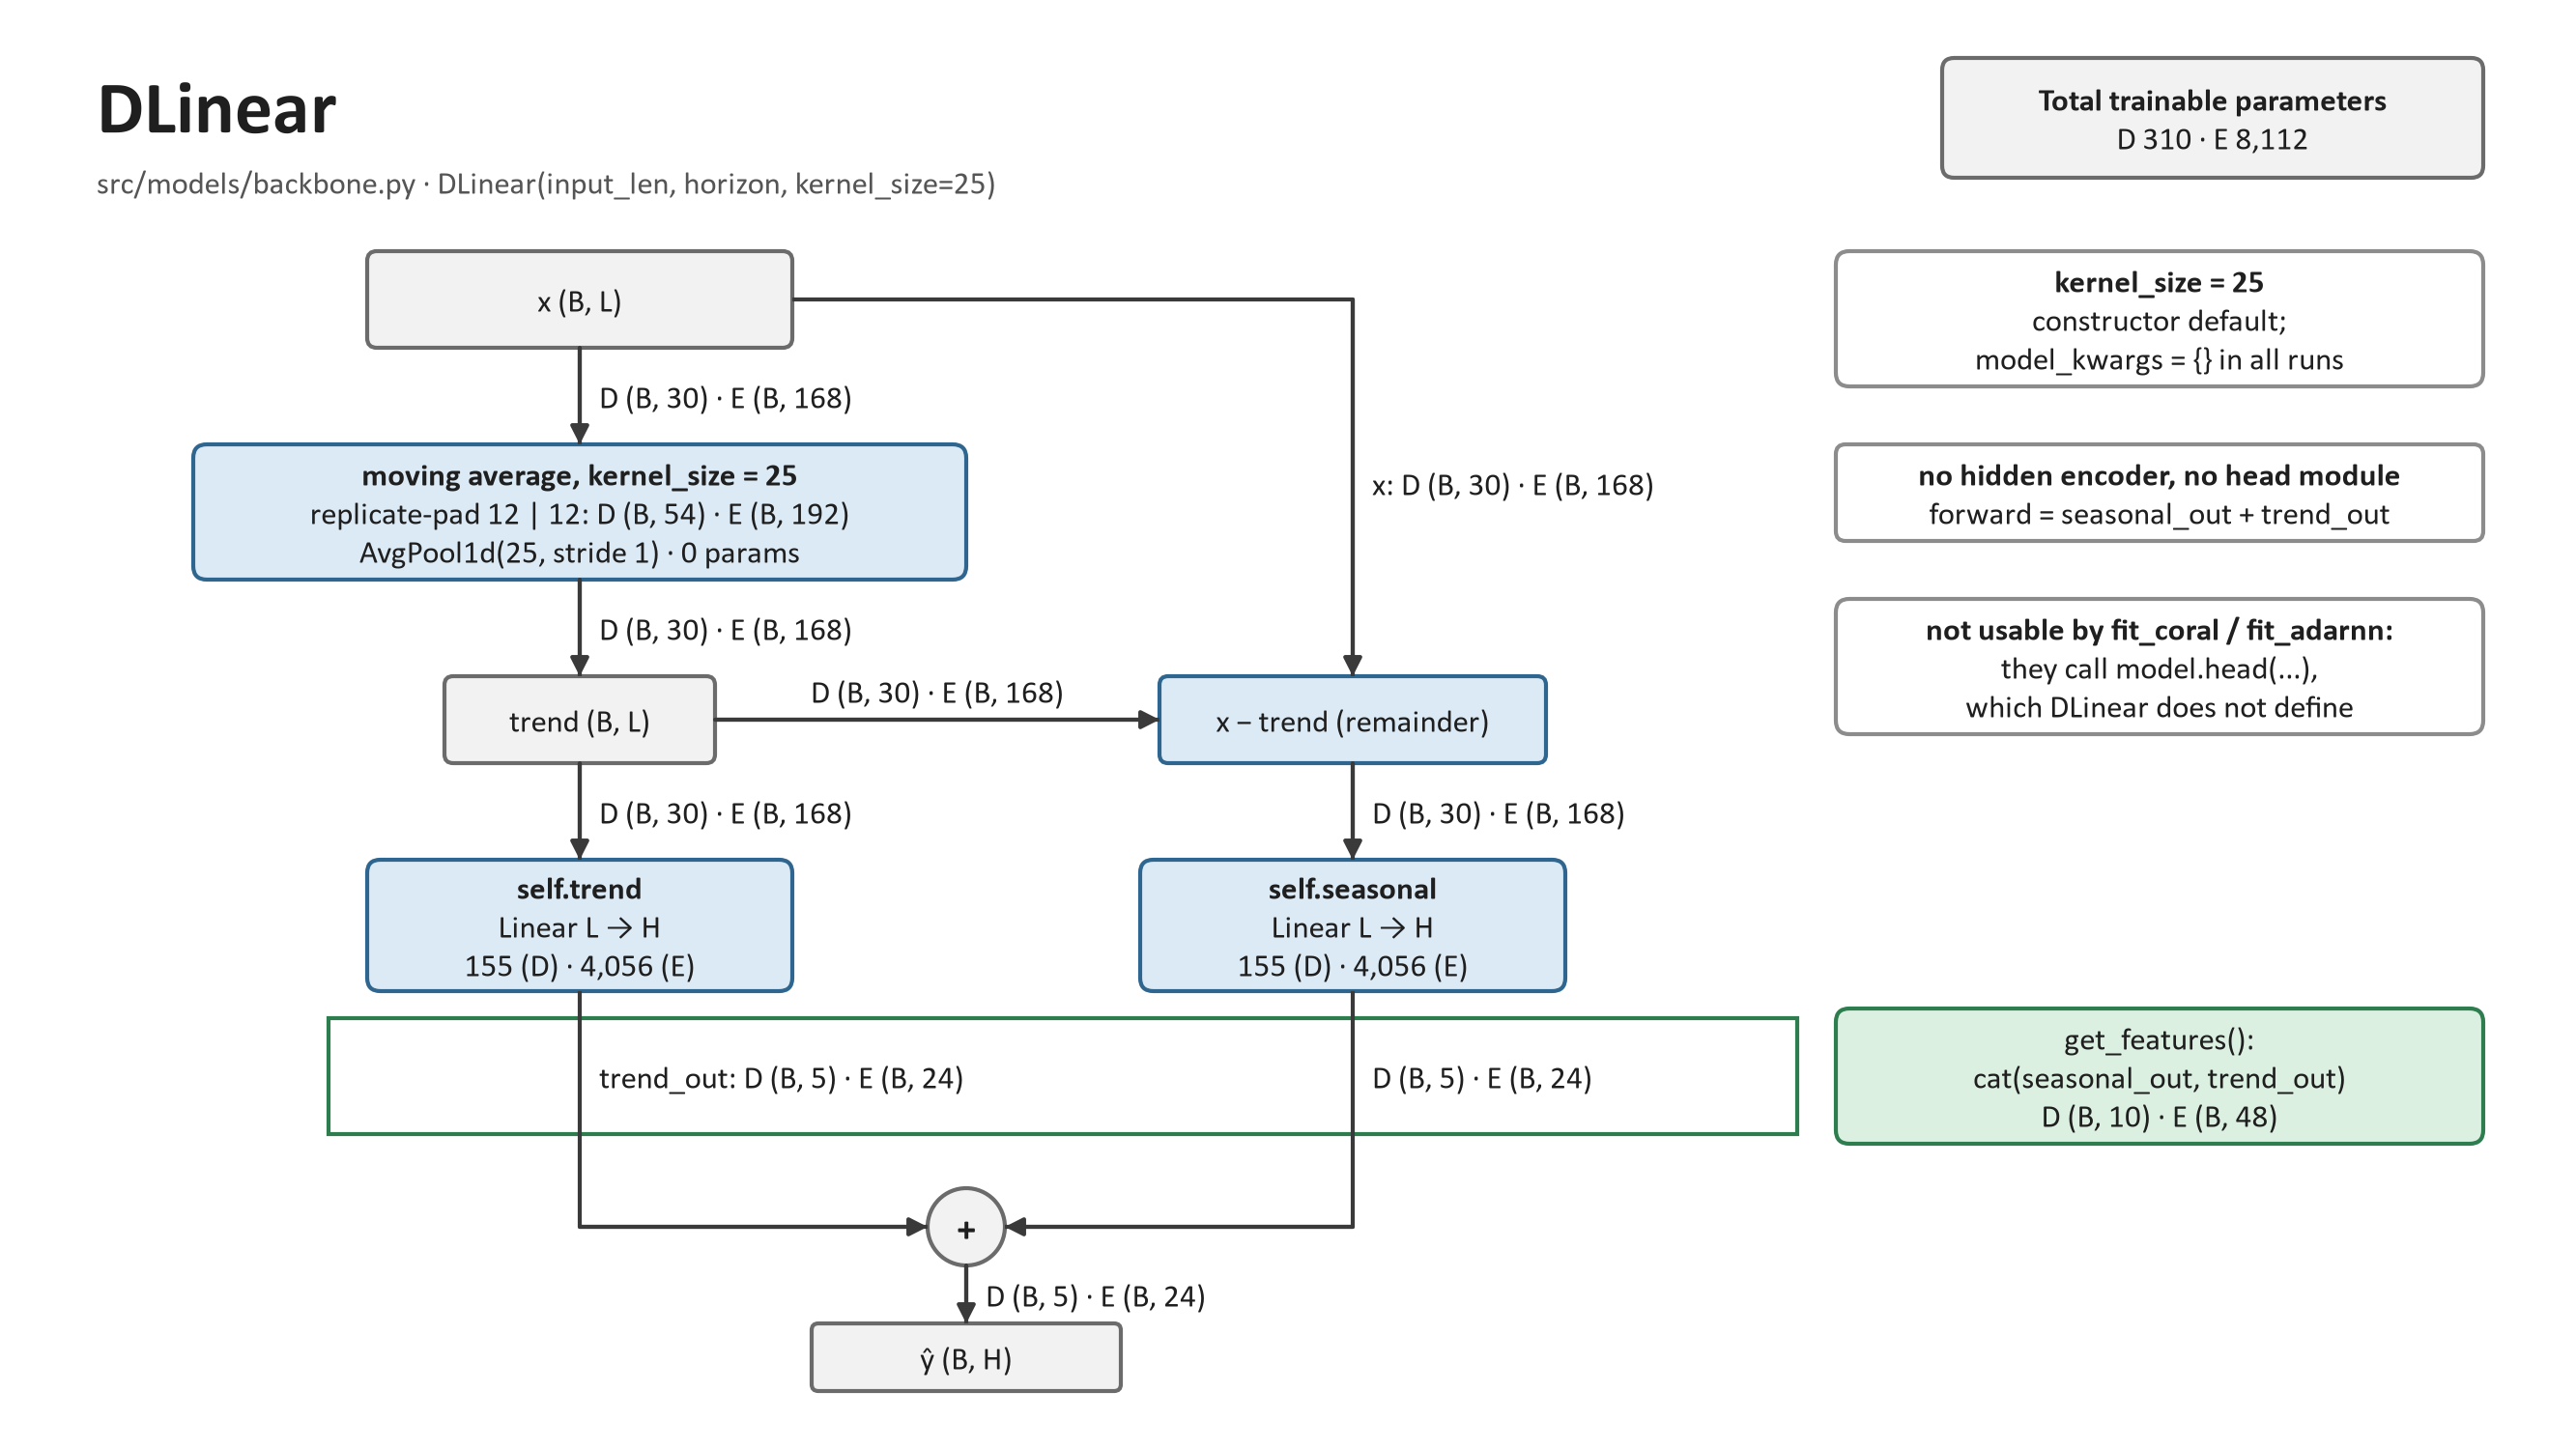 DLinear
src/models/backbone.py · DLinear(input_len, horizon, kernel_size=25)
Total trainable parameters
D 310 · E 8,112
x (B, L)
kernel_size = 25
constructor default;
model_kwargs = {} in all runs
D (B, 30) · E (B, 168)
moving average, kernel_size = 25
replicate-pad 12 | 12: D (B, 54) · E (B, 192)
AvgPool1d(25, stride 1) · 0 params
x: D (B, 30) · E (B, 168)
no hidden encoder, no head module
forward = seasonal_out + trend_out
D (B, 30) · E (B, 168)
not usable by fit_coral / fit_adarnn:
they call model.head(...),
which DLinear does not define
trend (B, L)
D (B, 30) · E (B, 168)
x − trend (remainder)
D (B, 30) · E (B, 168)
D (B, 30) · E (B, 168)
self.trend
Linear L → H
155 (D) · 4,056 (E)
self.seasonal
Linear L → H
155 (D) · 4,056 (E)
trend_out: D (B, 5) · E (B, 24)
D (B, 5) · E (B, 24)
get_features():
cat(seasonal_out, trend_out)
D (B, 10) · E (B, 48)
+
D (B, 5) · E (B, 24)
ŷ (B, H)